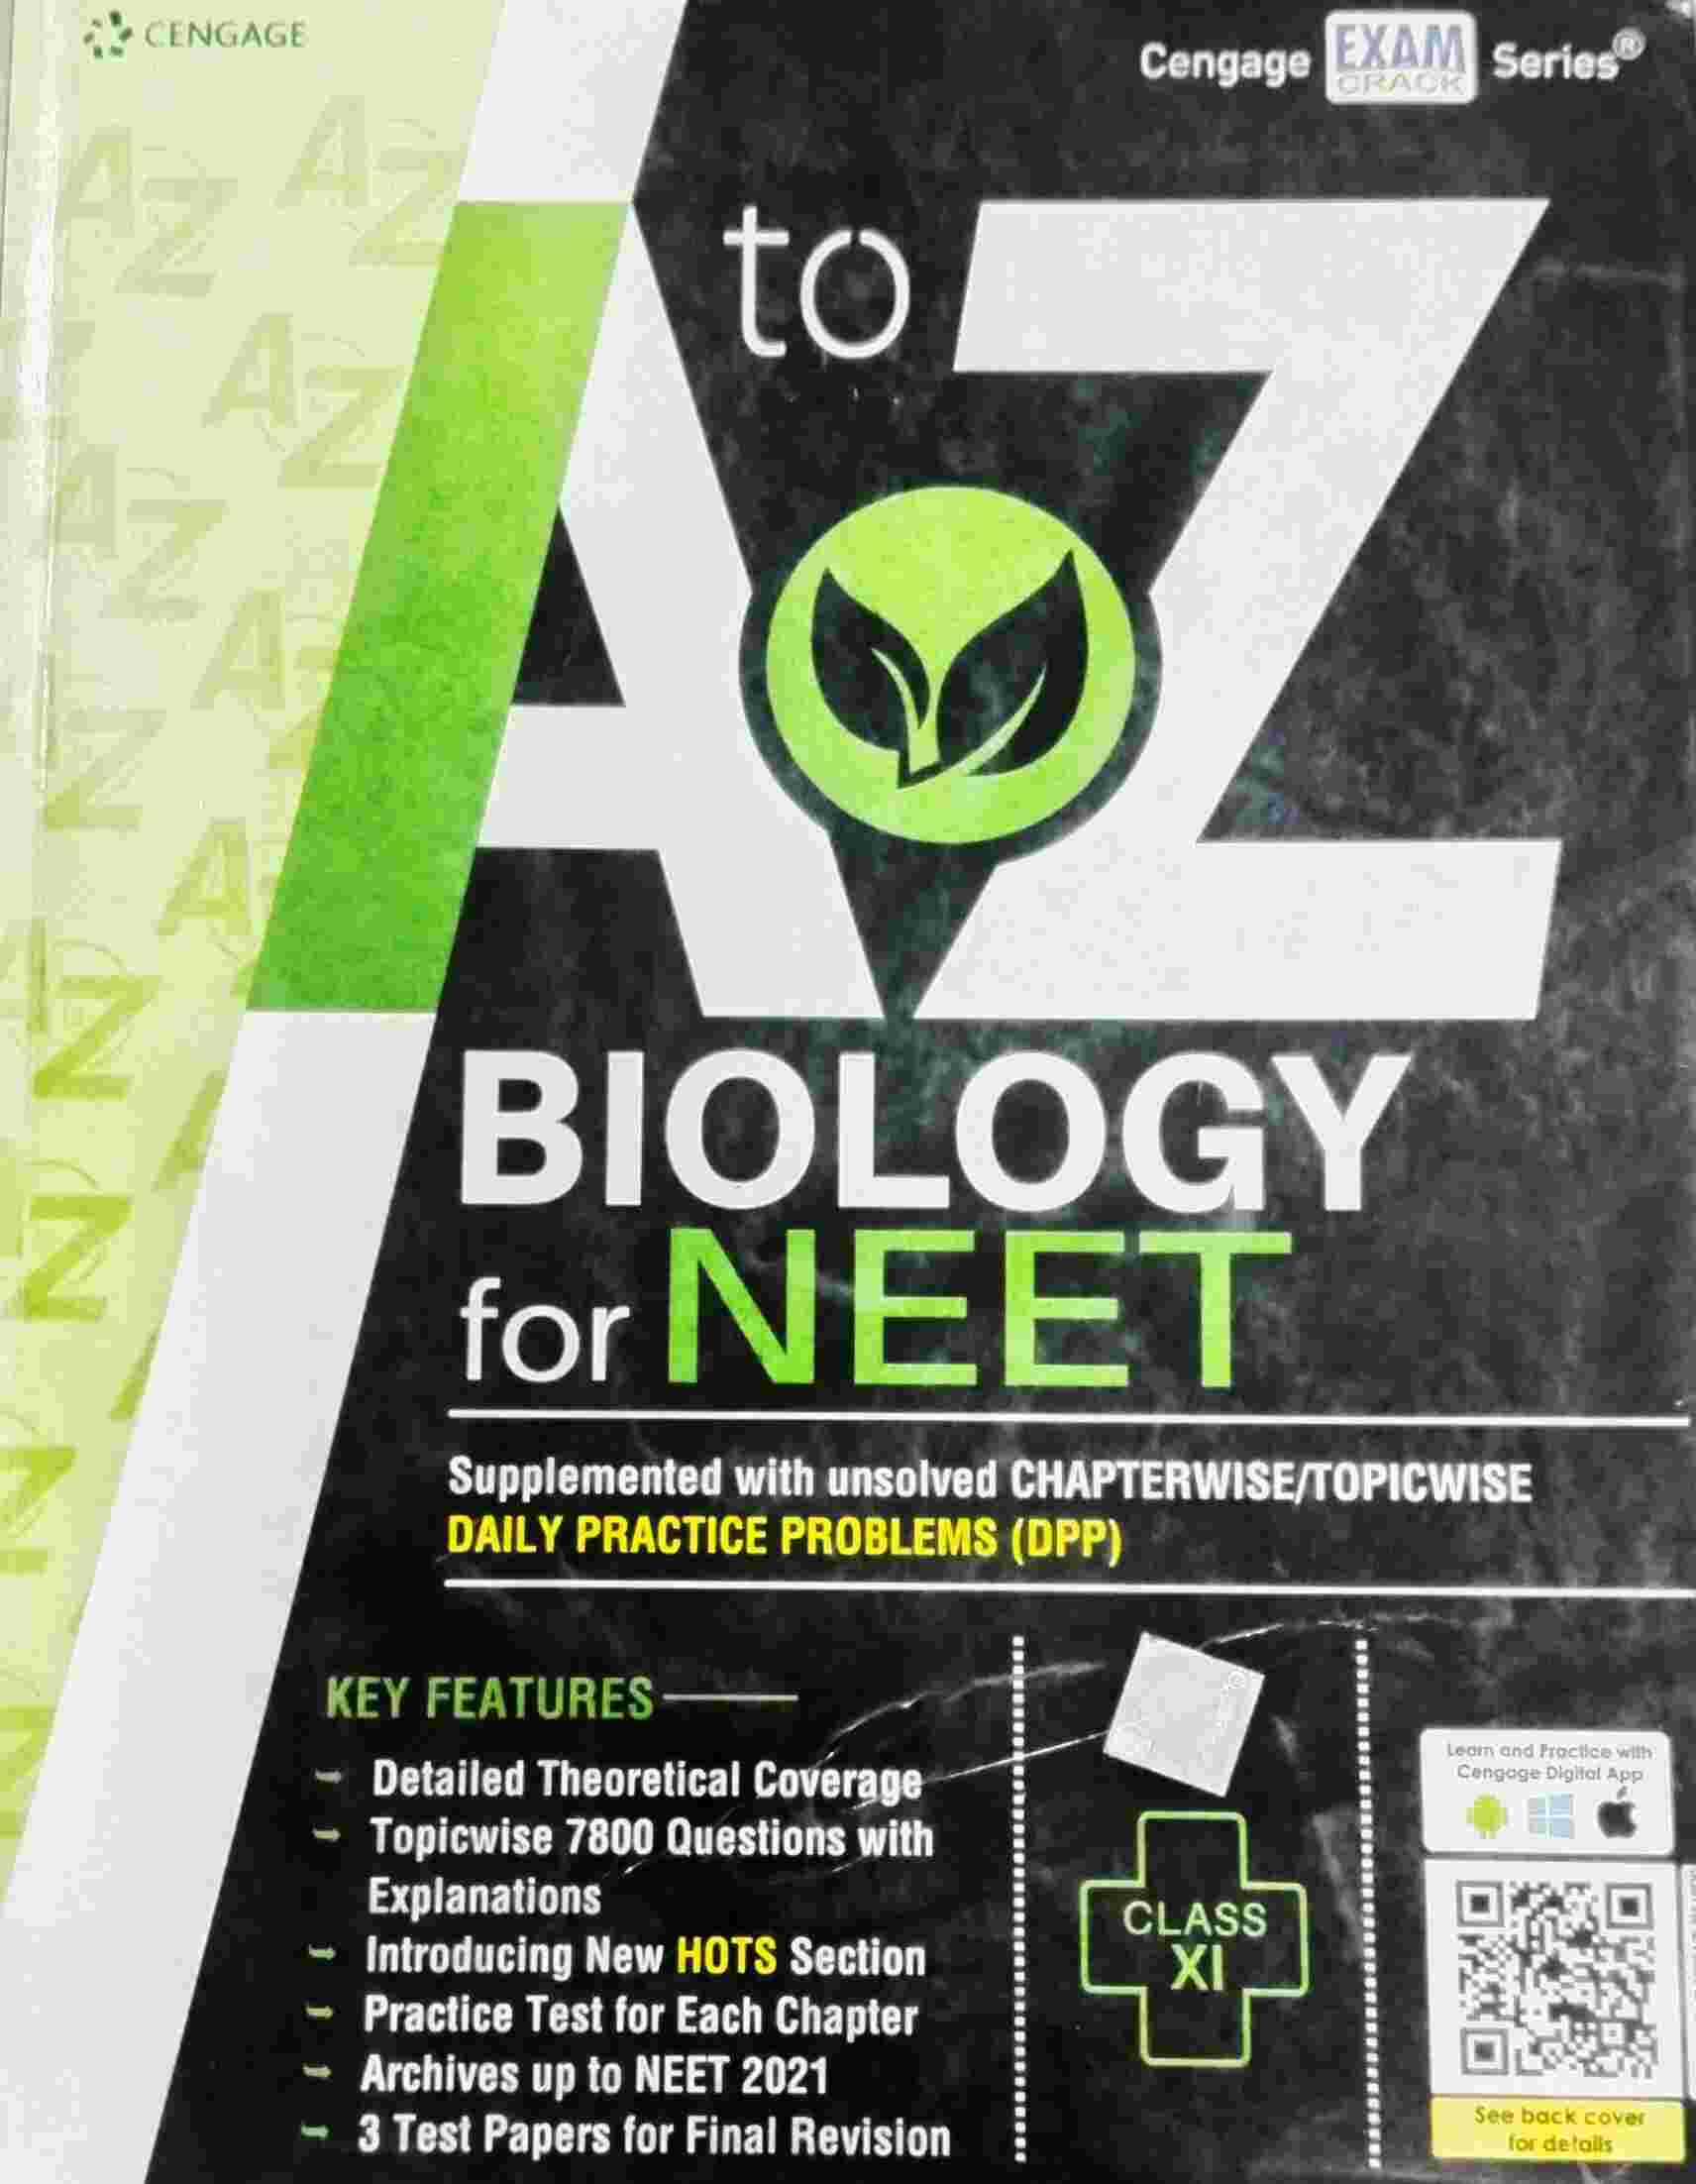 CENGAGE
Cengage EXAM CRACK Series®
A to Z
BIOLOGY
for NEET
Supplemented with unsolved CHAPTERWISE/TOPICWISE
DAILY PRACTICE PROBLEMS (DPP)
KEY FEATURES
Detailed Theoretical Coverage
Topicwise 7800 Questions with
Explanations
Introducing New HOTS Section
Practice Test for Each Chapter
Archives up to NEET 2021
3 Test Papers for Final Revision
CLASS
XI
Learn and Practice with
Cengage Digital App
See back cover
for details